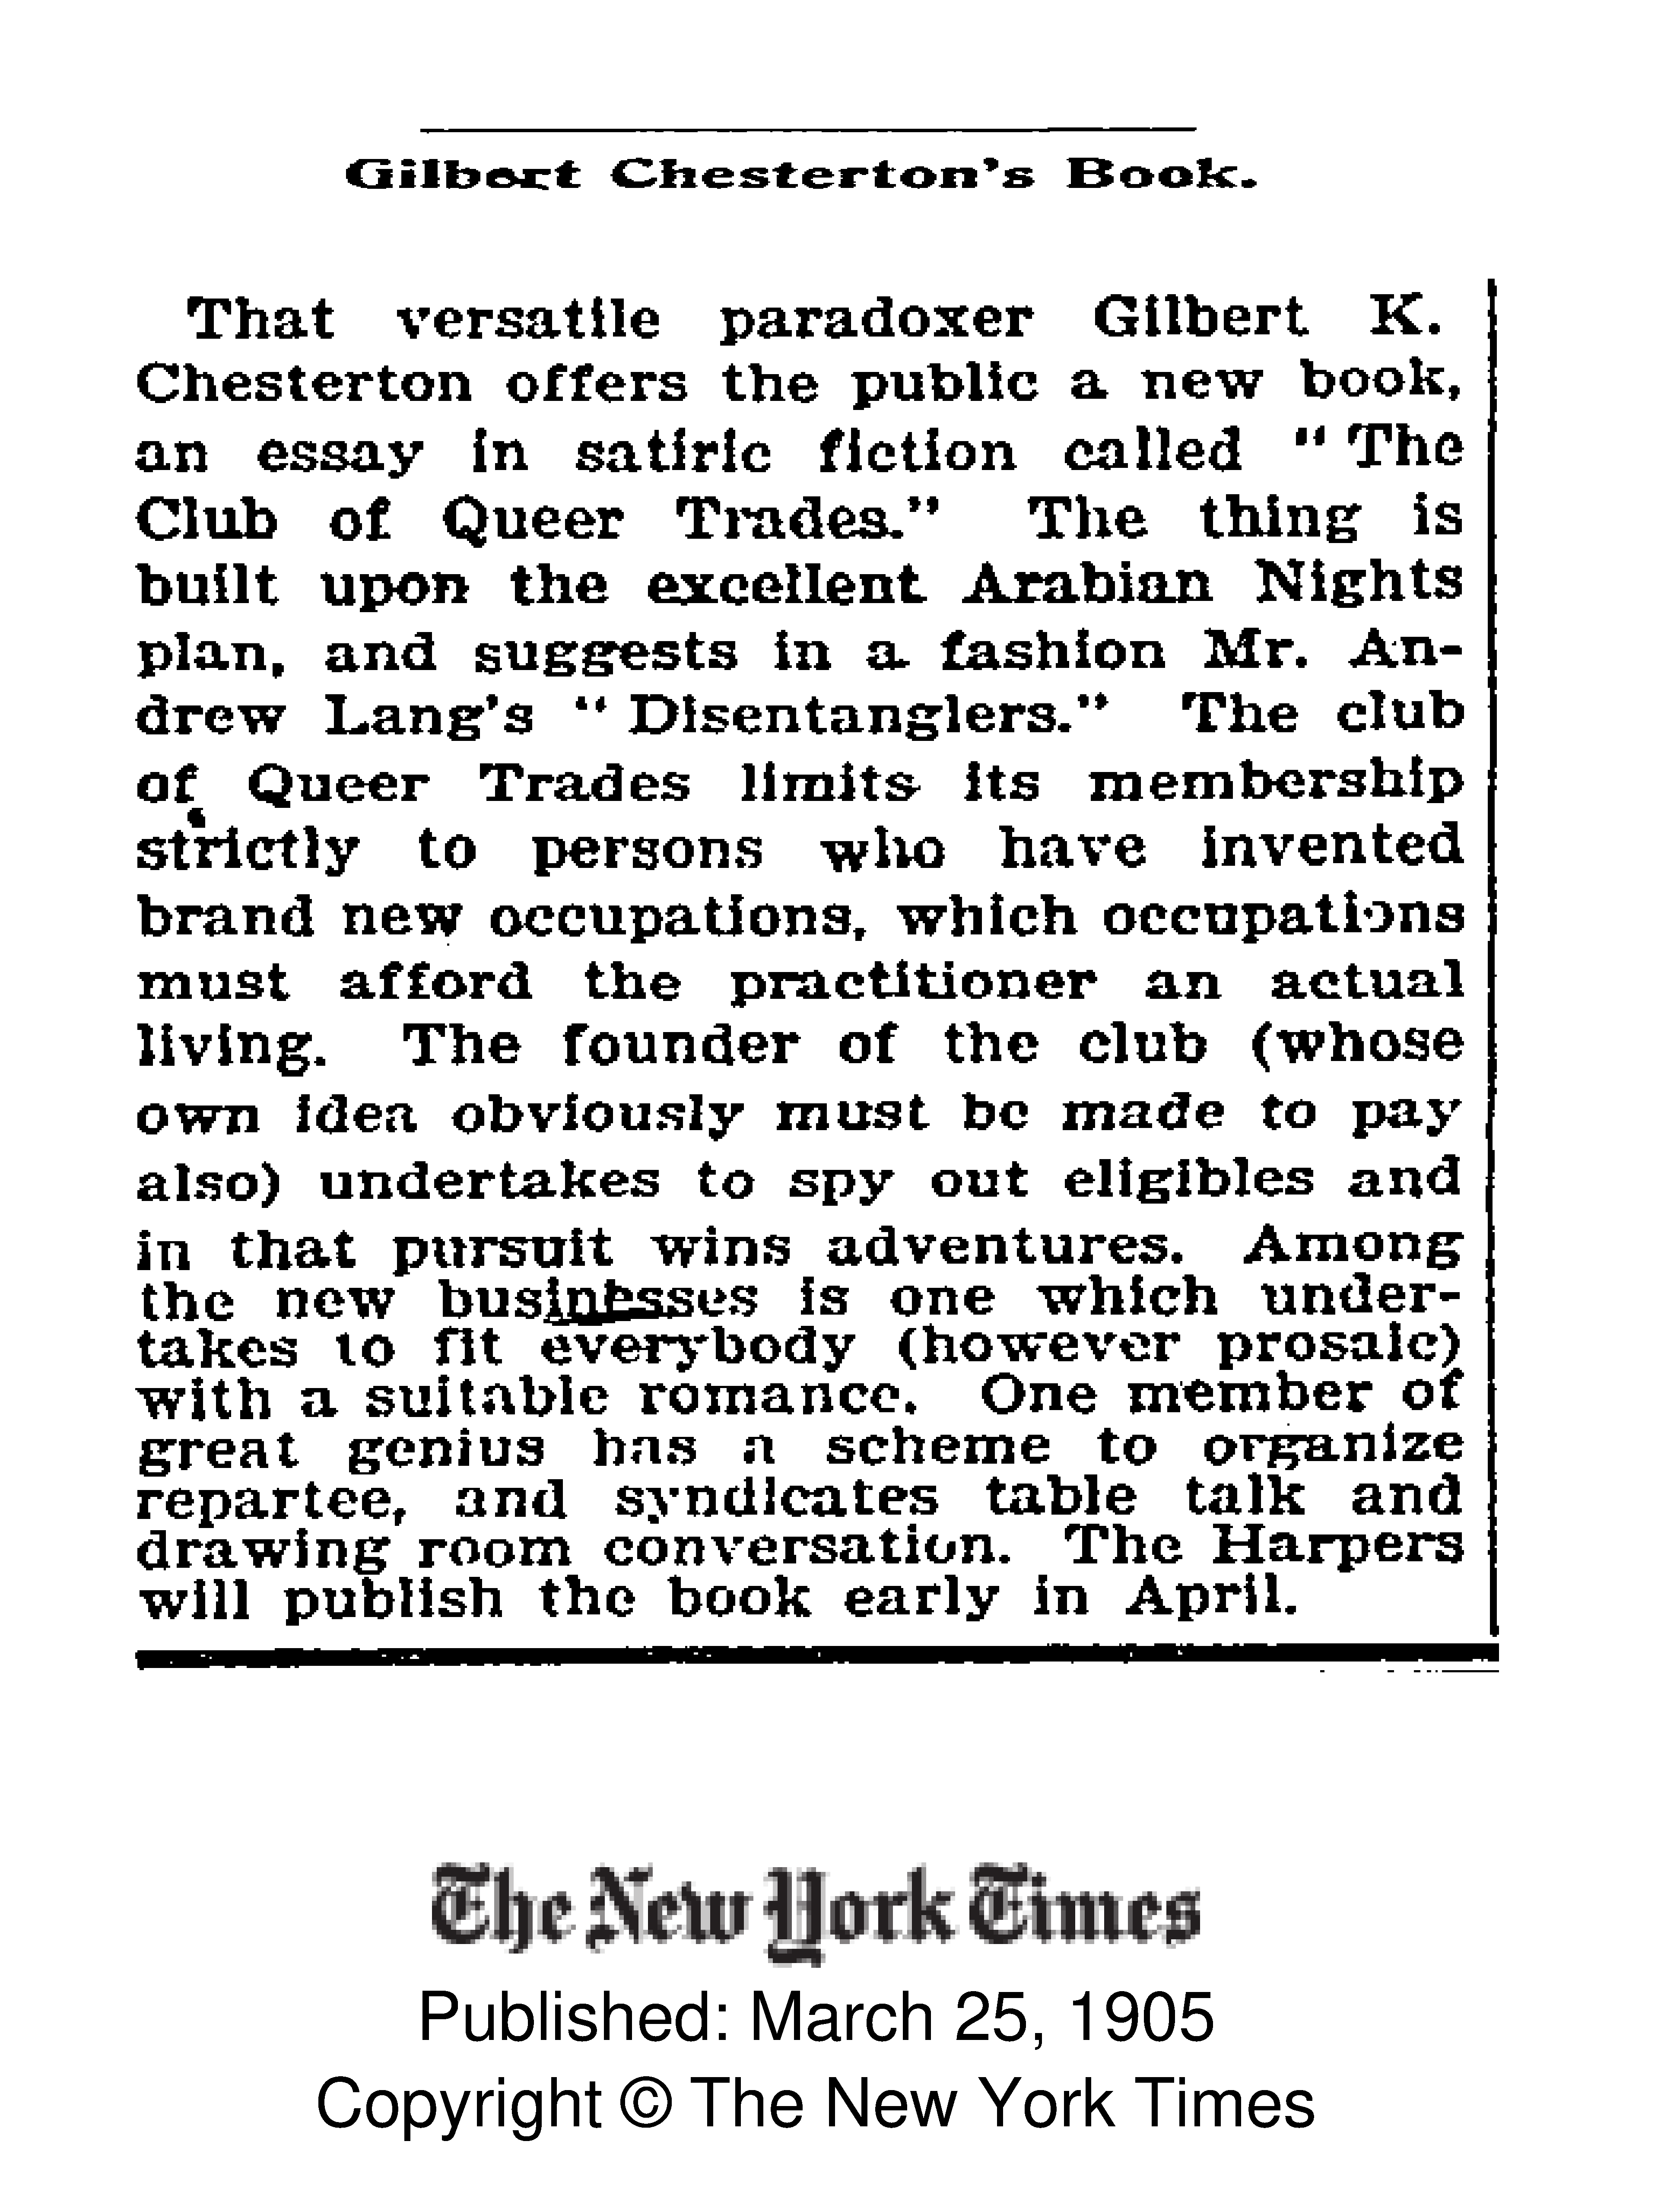 Gilbert Chesterton's Book.
That versatile paradoxer Gilbert K.
Chesterton offers the public a new book,
an essay in satiric fiction called "The
Club of Queer Trades." The thing is
built upon the excellent Arabian Nights
plan, and suggests in a fashion Mr. An-
drew Lang's "Disentanglers." The club
of Queer Trades limits its membership
strictly to persons who have invented
brand new occupations, which occupations
must afford the practitioner an actual
living. The founder of the club (whose
own idea obviously must be made to pay
also) undertakes to spy out eligibles and
in that pursuit wins adventures. Among
the new businesses is one which under-
takes to fit everybody (however prosaic)
with a suitable romance. One member of
great genius has a scheme to organize
repartee, and syndicates table talk and
drawing room conversation. The Harpers
will publish the book early in April.
The New York Times
Published: March 25, 1905
Copyright © The New York Times